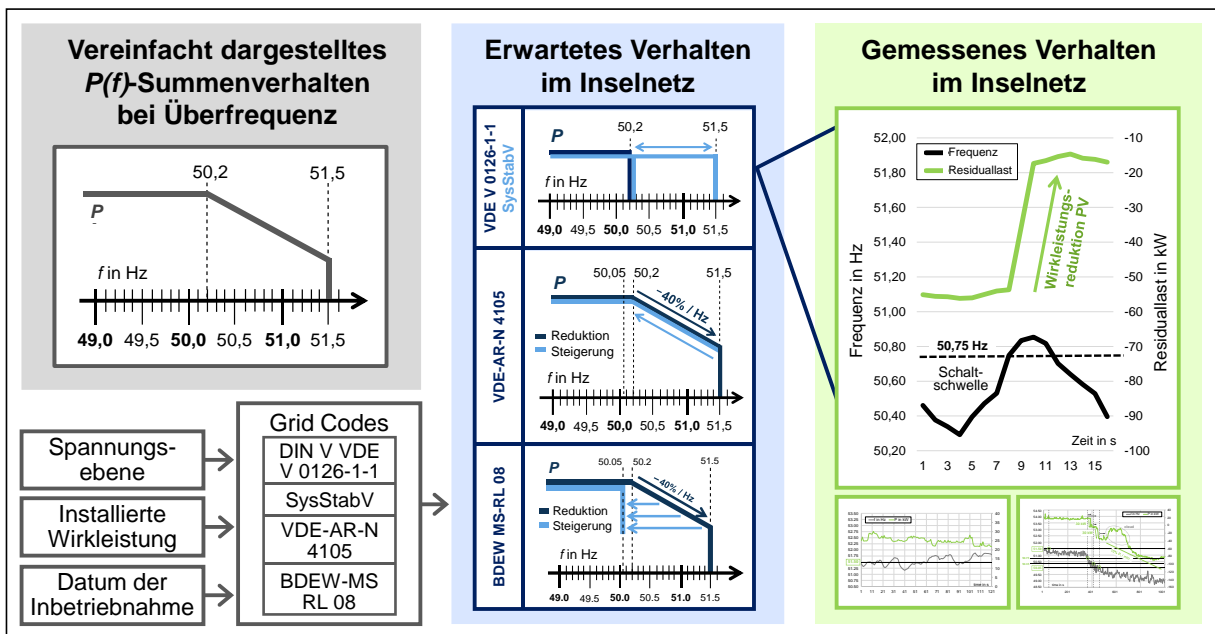 Vereinfacht dargestelltes
P(f)-Summenverhalten
bei Überfrequenz
50,2
51,5
P
f in Hz
49,0 49,5 50,0 50,5 51,0 51,5
Spannungs-
ebene
Installierte
Wirkleistung
Datum der
Inbetriebnahme
Grid Codes
DIN V VDE
V 0126-1-1
SysStabV
VDE-AR-N
4105
BDEW-MS
RL 08
Erwartetes Verhalten
im Inselnetz
VDE V 0126-1-1
SysStabV
50,2
51,5
P
f in Hz
49,0 49,5 50,0 50,5 51,0 51,5
VDE-AR-N 4105
50,05 50,2
51,5
P
−40% / Hz
Reduktion
Steigerung
f in Hz
49,0 49,5 50,0 50,5 51,0 51,5
BDEW MS-RL 08
50.05 50.2
51.5
P
−40% / Hz
Reduktion
Steigerung
f in Hz
49.0 49.5 50.0 50.5 51.0 51.5
Gemessenes Verhalten
im Inselnetz
Frequenz in Hz
52,00
51,80
51,60
51,40
51,20
51,00
50,80
50,60
50,40
50,20
Frequenz
Residuallast
Wirkleistungs-
reduktion PV
50,75 Hz
Schalt-
schwelle
Zeit in s
1 3 5 7 9 11 13 15
-10
-20
-30
-40
-50
-60
-70
-80
-90
-100
Residuallast in kW